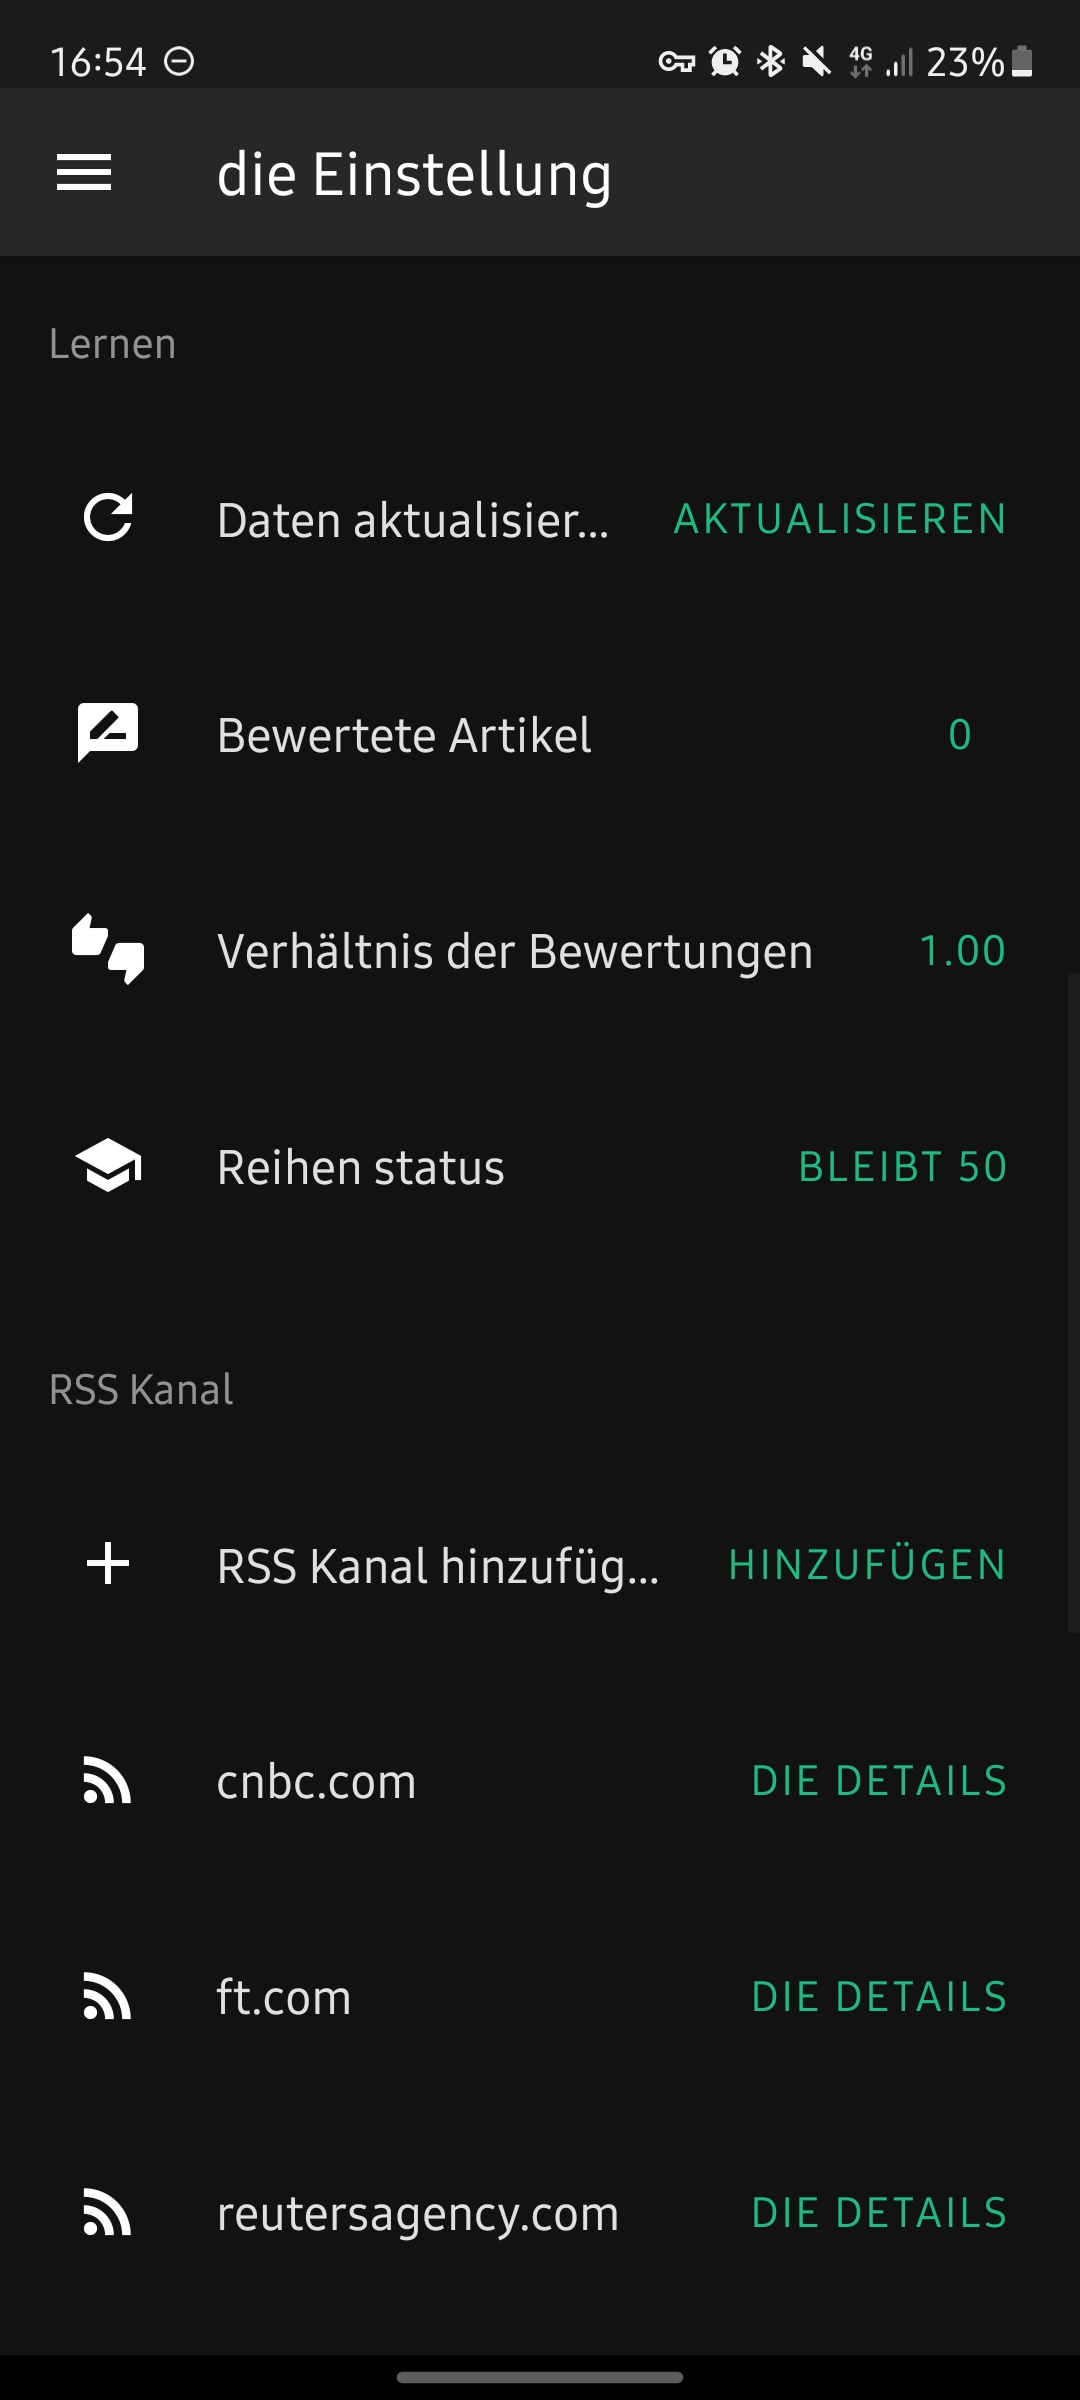 16:54 4G 23%
die Einstellung
Lernen
Daten aktualisier... AKTUALISIEREN
Bewertete Artikel 0
Verhältnis der Bewertungen 1.00
Reihen status BLEIBT 50
RSS Kanal
RSS Kanal hinzufüg... HINZUFÜGEN
cnbc.com DIE DETAILS
ft.com DIE DETAILS
reutersagency.com DIE DETAILS